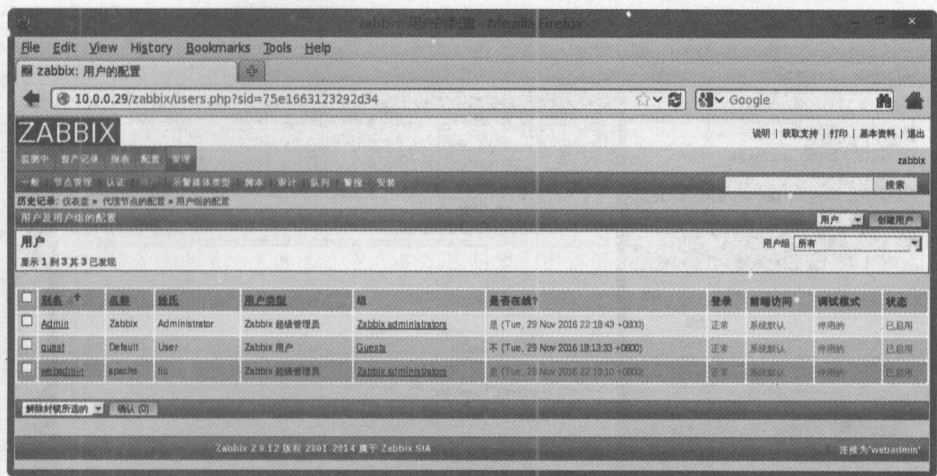 zabbix: 用户的配置 - Mozilla Firefox
File Edit View History Bookmarks Tools Help
zabbix: 用户的配置
10.0.0.29/zabbix/users.php?sid=75e1663123292d34
Google
ZABBIX
说明 | 获取支持 | 打印 | 基本资料 | 退出
监测中 资产记录 报表 配置 管理
zabbix
一般 节点管理 认证 用户 示警媒体类型 脚本 审计 队列 警报 安装
搜索
历史记录: 仪表盘 » 代理节点的配置 » 用户组的配置
用户及用户组的配置
用户 创建用户
用户
用户组 所有
显示 1 到 3 其 3 已发现
别名 名称 姓氏 用户类型 组 是否在线? 登录 前端访问 调试模式 状态
Admin Zabbix Administrator Zabbix 超级管理员 Zabbix administrators 是 (Tue, 29 Nov 2016 22:18:43 +0800) 正常 系统默认 停用的 已启用
guest Default User Zabbix 用户 Guests 不 (Tue, 29 Nov 2016 19:13:33 +0800) 正常 系统默认 停用的 已启用
webadmin apache Zabbix 超级管理员 Zabbix administrators 是 (Tue, 29 Nov 2016 22:19:10 +0800) 正常 系统默认 停用的 已启用
解除封锁所选的 确认 (0)
Zabbix 2.0.12 版权 2001-2014 属于 Zabbix SIA
连接为'webadmin'